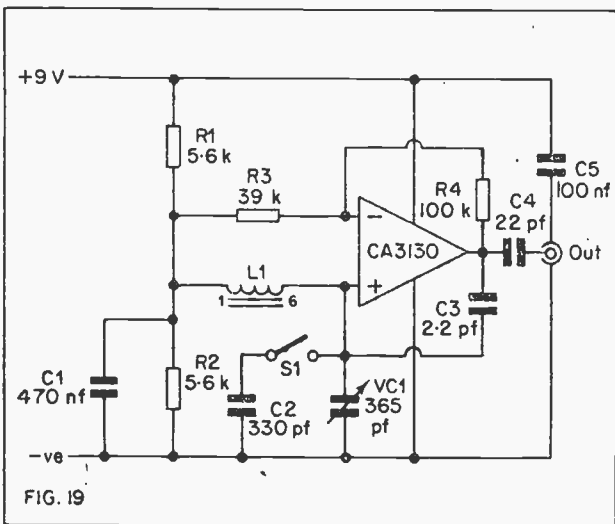 +9 V
R1
5·6 k
R3
39 k
R4
100 k
C5
100 nf
C4
22 pf
−
CA3130
+
Out
L1
1
6
C3
2·2 pf
S1
R2
5·6 k
C1
470 nf
C2
330 pf
VC1
365
pf
−ve
FIG. 19